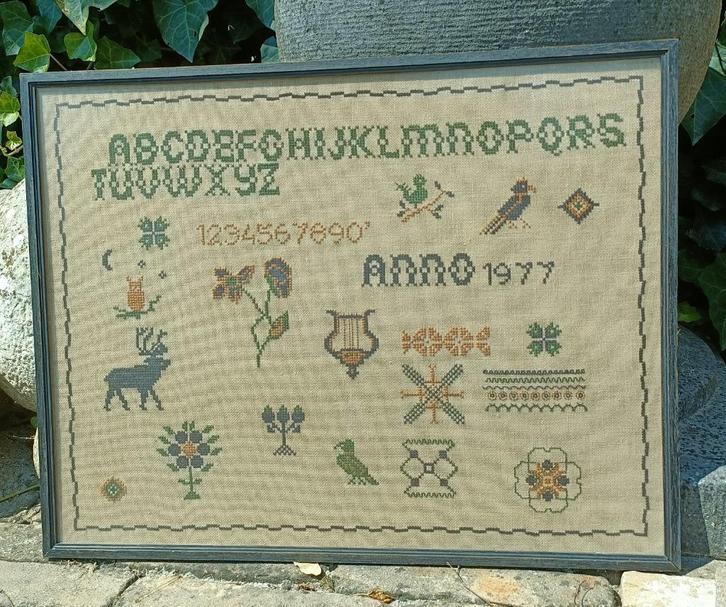 ABCDEFGHIJKLMNOPQRS
TUVWXYZ
1234567890'
ANNO 1977